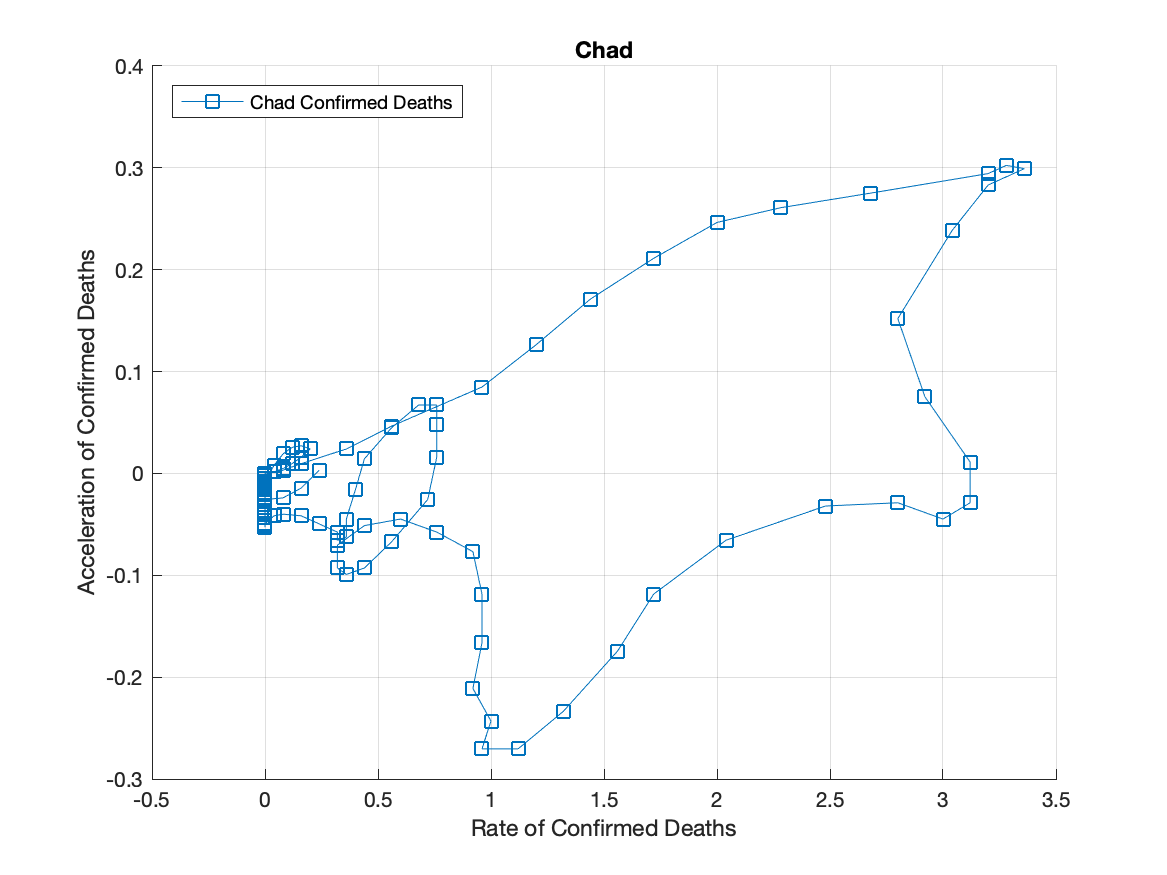 Chad
0.4
Chad Confirmed Deaths
0.3
0.2
0.1
0
-0.1
-0.2
-0.3
Acceleration of Confirmed Deaths
-0.5 0 0.5 1 1.5 2 2.5 3 3.5
Rate of Confirmed Deaths